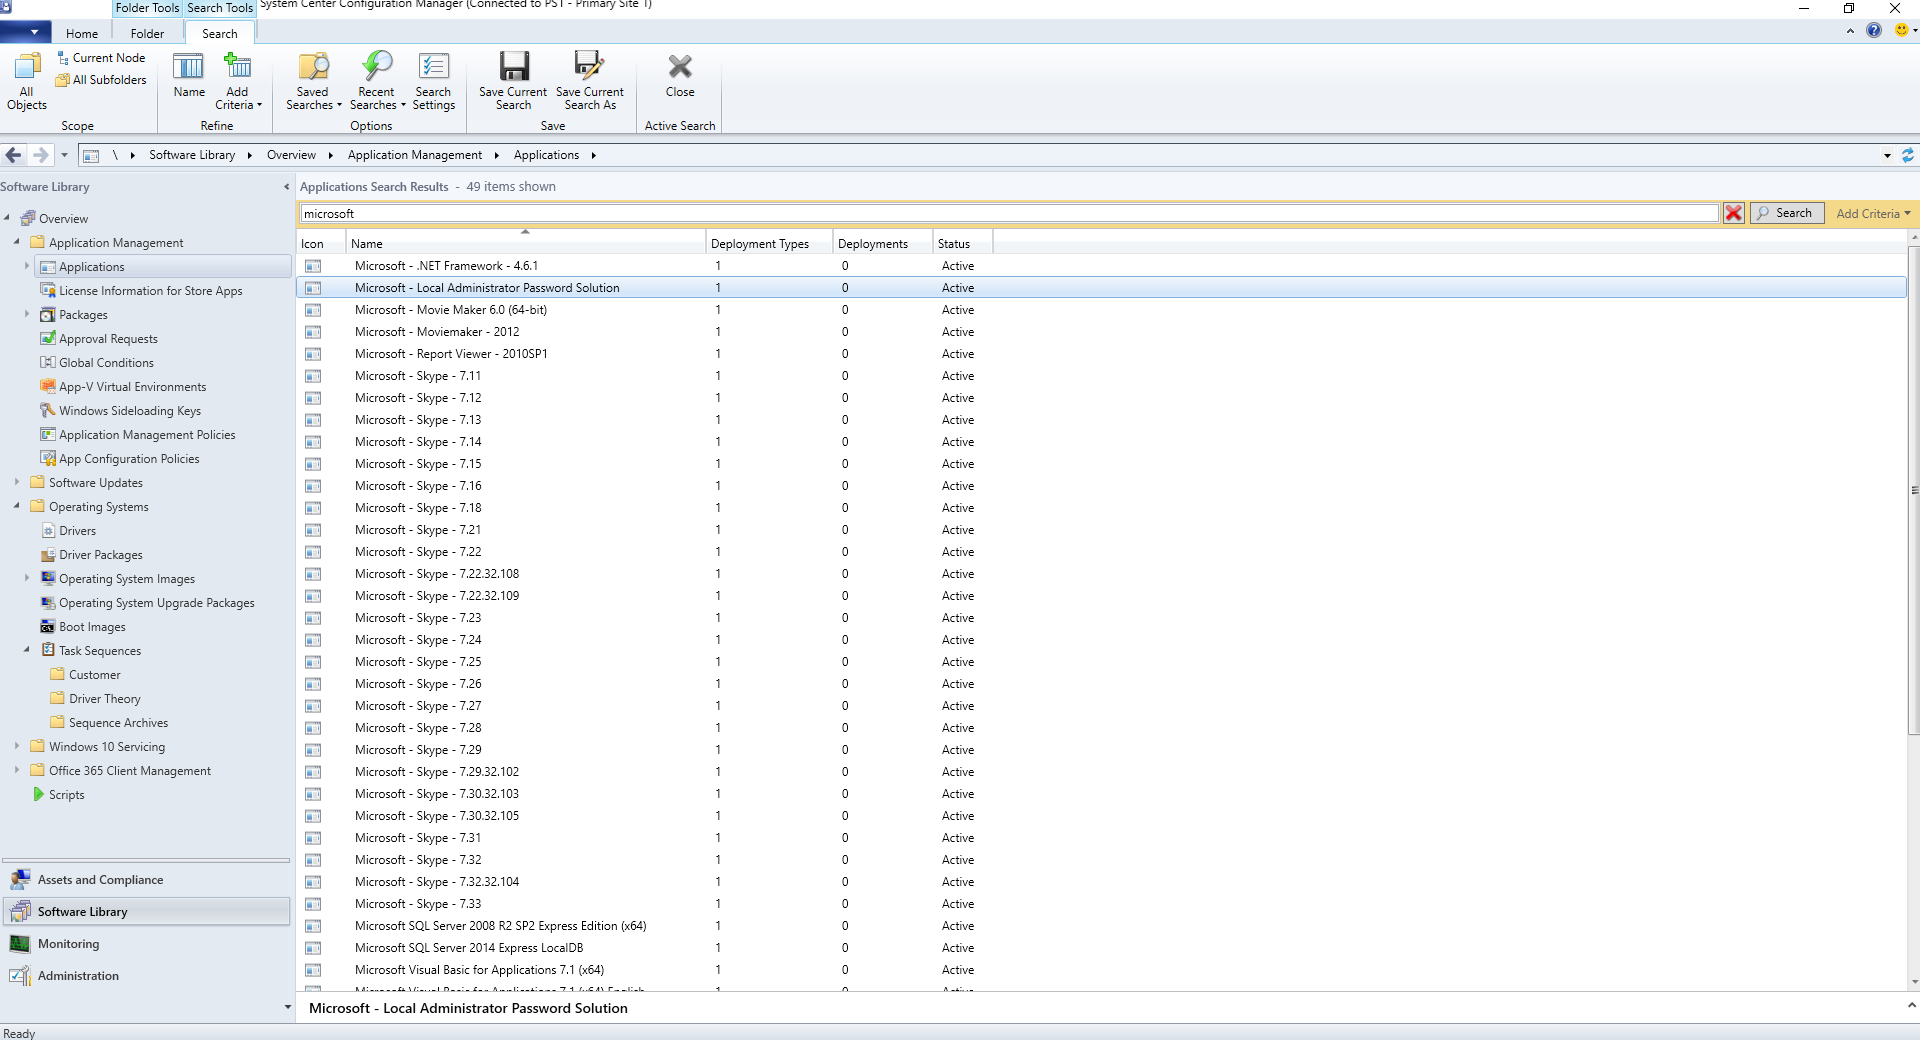 Folder Tools
Search Tools
System Center Configuration Manager (Connected to PS1 - Primary Site 1)
Home
Folder
Search
All Objects
Current Node
All Subfolders
Scope
Name
Add Criteria
Refine
Saved Searches
Recent Searches
Search Settings
Options
Save Current Search
Save Current Search As
Save
Close
Active Search
\ Software Library Overview Application Management Applications
Software Library
Overview
Application Management
Applications
License Information for Store Apps
Packages
Approval Requests
Global Conditions
App-V Virtual Environments
Windows Sideloading Keys
Application Management Policies
App Configuration Policies
Software Updates
Operating Systems
Drivers
Driver Packages
Operating System Images
Operating System Upgrade Packages
Boot Images
Task Sequences
Customer
Driver Theory
Sequence Archives
Windows 10 Servicing
Office 365 Client Management
Scripts
Assets and Compliance
Software Library
Monitoring
Administration
Applications Search Results - 49 items shown
microsoft
Search
Add Criteria
Icon Name Deployment Types Deployments Status
Microsoft - .NET Framework - 4.6.1 1 0 Active
Microsoft - Local Administrator Password Solution 1 0 Active
Microsoft - Movie Maker 6.0 (64-bit) 1 0 Active
Microsoft - Moviemaker - 2012 1 0 Active
Microsoft - Report Viewer - 2010SP1 1 0 Active
Microsoft - Skype - 7.11 1 0 Active
Microsoft - Skype - 7.12 1 0 Active
Microsoft - Skype - 7.13 1 0 Active
Microsoft - Skype - 7.14 1 0 Active
Microsoft - Skype - 7.15 1 0 Active
Microsoft - Skype - 7.16 1 0 Active
Microsoft - Skype - 7.18 1 0 Active
Microsoft - Skype - 7.21 1 0 Active
Microsoft - Skype - 7.22 1 0 Active
Microsoft - Skype - 7.22.32.108 1 0 Active
Microsoft - Skype - 7.22.32.109 1 0 Active
Microsoft - Skype - 7.23 1 0 Active
Microsoft - Skype - 7.24 1 0 Active
Microsoft - Skype - 7.25 1 0 Active
Microsoft - Skype - 7.26 1 0 Active
Microsoft - Skype - 7.27 1 0 Active
Microsoft - Skype - 7.28 1 0 Active
Microsoft - Skype - 7.29 1 0 Active
Microsoft - Skype - 7.29.32.102 1 0 Active
Microsoft - Skype - 7.30.32.103 1 0 Active
Microsoft - Skype - 7.30.32.105 1 0 Active
Microsoft - Skype - 7.31 1 0 Active
Microsoft - Skype - 7.32 1 0 Active
Microsoft - Skype - 7.32.32.104 1 0 Active
Microsoft - Skype - 7.33 1 0 Active
Microsoft SQL Server 2008 R2 SP2 Express Edition (x64) 1 0 Active
Microsoft SQL Server 2014 Express LocalDB 1 0 Active
Microsoft Visual Basic for Applications 7.1 (x64) 1 0 Active
Microsoft Visual Basic for Applications 7.1 (x64) English 1 0 Active
Microsoft - Local Administrator Password Solution
Ready